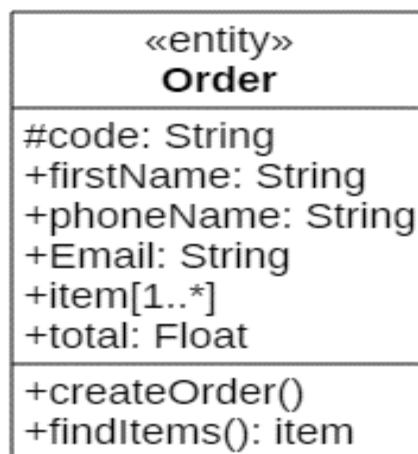 «entity»
Order
#code: String
+firstName: String
+phoneName: String
+Email: String
+item[1..*]
+total: Float
+createOrder()
+findItems(): item